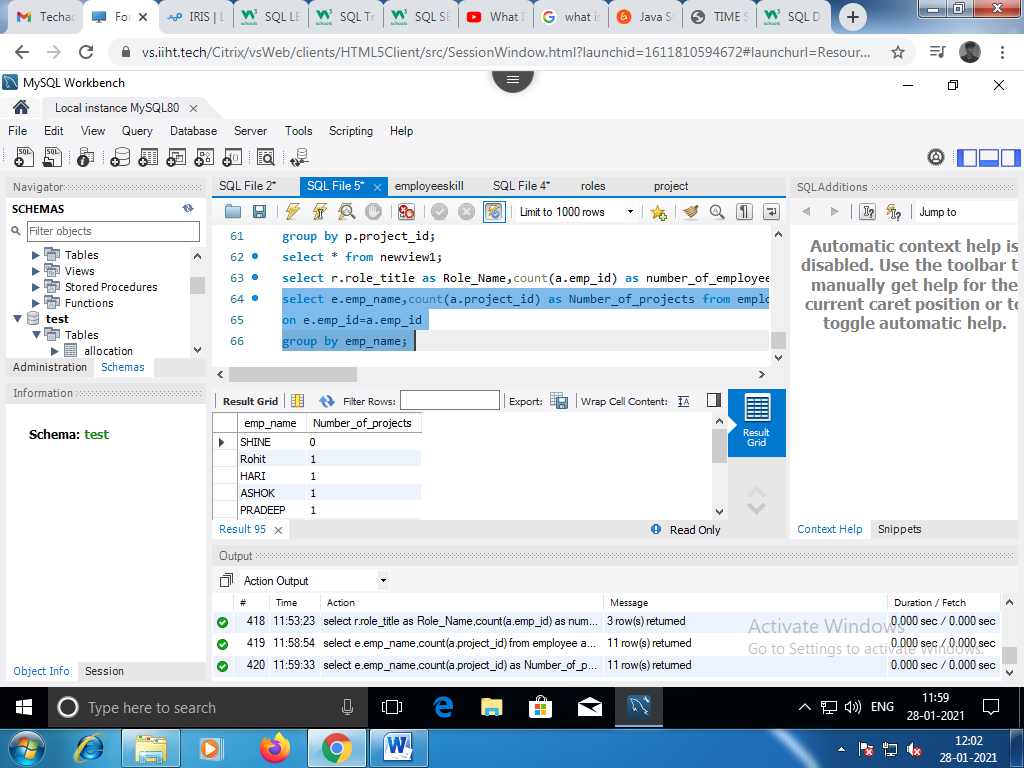 Techac
Fou
IRIS | L
SQL LE
SQL Tr
SQL SE
What I
what is
Java S
TIME S
SQL D
vs.iiht.tech/Citrix/vsWeb/clients/HTML5Client/src/SessionWindow.html?launchid=1611810594672#launchurl=Resour...
MySQL Workbench
Local instance MySQL80
File Edit View Query Database Server Tools Scripting Help
Navigator
SCHEMAS
Filter objects
Tables
Views
Stored Procedures
Functions
test
Tables
allocation
Administration Schemas
Information
Schema: test
Object Info Session
SQL File 2* SQL File 5* employeeskill SQL File 4* roles project
Limit to 1000 rows
61 group by p.project_id;
62 select * from newview1;
63 select r.role_title as Role_Name,count(a.emp_id) as number_of_employee
64 select e.emp_name,count(a.project_id) as Number_of_projects from emplo
65 on e.emp_id=a.emp_id
66 group by emp_name;
Result Grid Filter Rows: Export: Wrap Cell Content:
emp_name Number_of_projects
SHINE 0
Rohit 1
HARI 1
ASHOK 1
PRADEEP 1
Result Grid
Result 95 Read Only
SQLAdditions
Jump to
Automatic context help is
disabled. Use the toolbar t
manually get help for the
current caret position or to
toggle automatic help.
Context Help Snippets
Output
Action Output
# Time Action Message Duration / Fetch
418 11:53:23 select r.role_title as Role_Name,count(a.emp_id) as num... 3 row(s) returned 0.000 sec / 0.000 sec
419 11:58:54 select e.emp_name,count(a.project_id) from employee a... 11 row(s) returned 0.000 sec / 0.000 sec
420 11:59:33 select e.emp_name,count(a.project_id) as Number_of_p... 11 row(s) returned 0.000 sec / 0.000 sec
Activate Windows
Go to Settings to activate Windows.
Type here to search
ENG
11:59
28-01-2021
12:02
28-01-2021